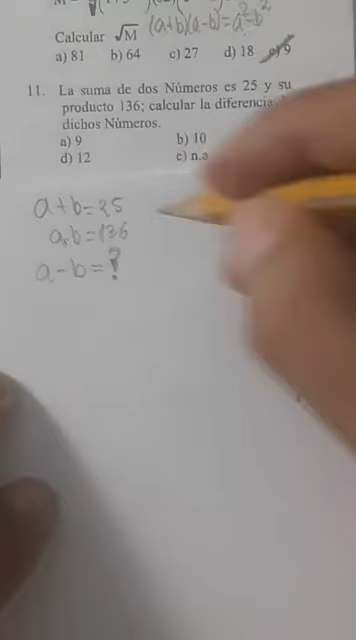 Calcular √M (a+b)(a-b)=a²-b²
a) 81 b) 64 c) 27 d) 18 e) 9
11. La suma de dos Números es 25 y su
producto 136; calcular la diferencia
dichos Números.
a) 9 b) 10
d) 12 e) n.a
a+b=25
a.b=136
a-b=?